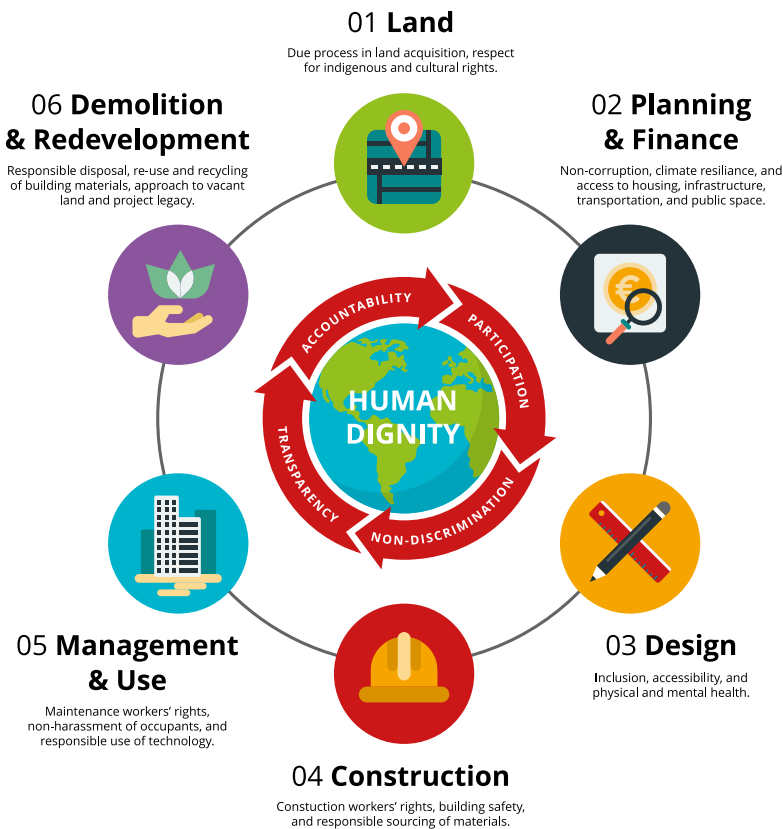 01 Land
Due process in land acquisition, respect
for indigenous and cultural rights.
02 Planning
& Finance
Non-corruption, climate resiliance, and
access to housing, infrastructure,
transportation, and public space.
03 Design
Inclusion, accessibility, and
physical and mental health.
04 Construction
Constuction workers’ rights, building safety,
and responsible sourcing of materials.
05 Management
& Use
Maintenance workers’ rights,
non-harassment of occupants, and
responsible use of technology.
06 Demolition
& Redevelopment
Responsible disposal, re-use and recycling
of building materials, approach to vacant
land and project legacy.
ACCOUNTABILITY
PARTICIPATION
NON-DISCRIMINATION
TRANSPARENCY
HUMAN
DIGNITY
€